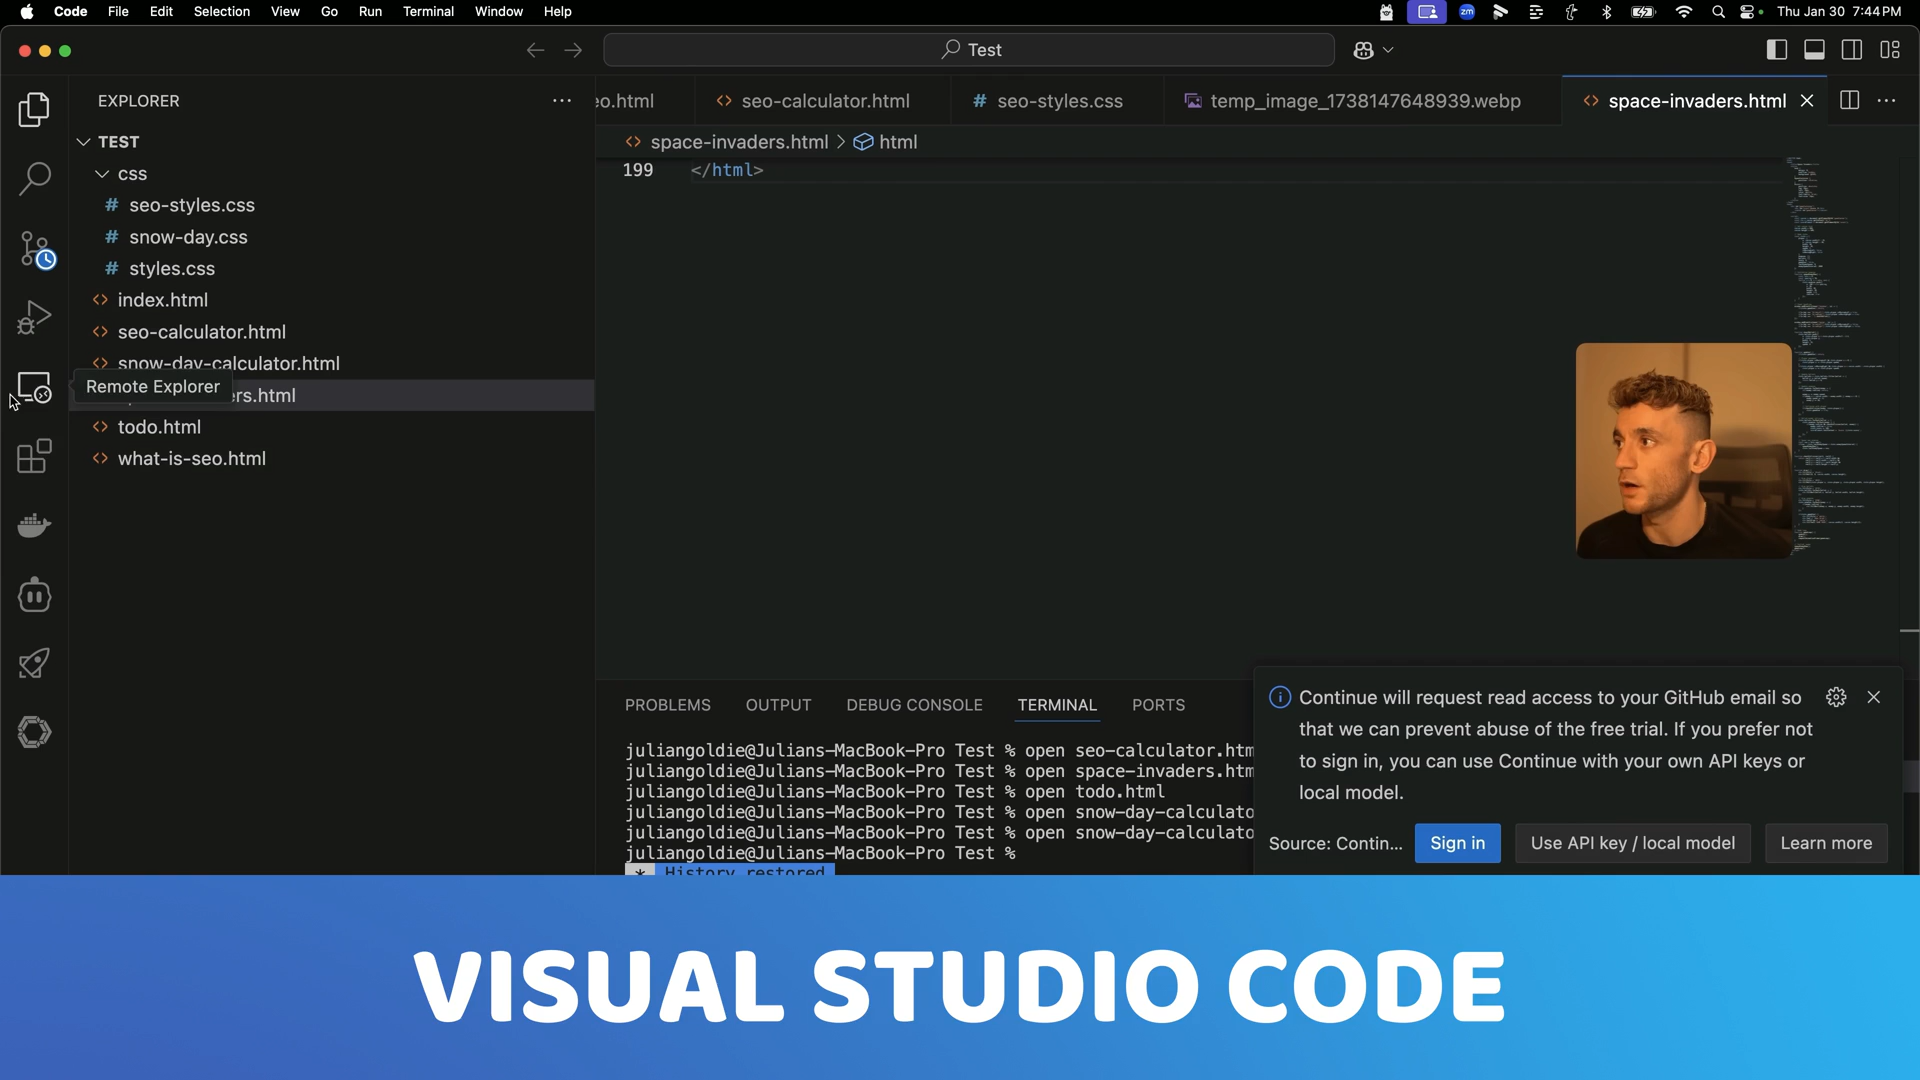 Code File Edit Selection View Go Run Terminal Window Help
zm
Thu Jan 30 7:44 PM
Test
EXPLORER
TEST
css
# seo-styles.css
# snow-day.css
# styles.css
<> index.html
<> seo-calculator.html
<> snow-day-calculator.html
Remote Explorer
ers.html
<> todo.html
<> what-is-seo.html
eo.html
<> seo-calculator.html
# seo-styles.css
temp_image_1738147648939.webp
<> space-invaders.html
<> space-invaders.html > html
199 </html>
PROBLEMS OUTPUT DEBUG CONSOLE TERMINAL PORTS
juliangoldie@Julians-MacBook-Pro Test % open seo-calculator.htm
juliangoldie@Julians-MacBook-Pro Test % open space-invaders.htm
juliangoldie@Julians-MacBook-Pro Test % open todo.html
juliangoldie@Julians-MacBook-Pro Test % open snow-day-calculato
juliangoldie@Julians-MacBook-Pro Test % open snow-day-calculato
juliangoldie@Julians-MacBook-Pro Test %
* History restored
Continue will request read access to your GitHub email so
that we can prevent abuse of the free trial. If you prefer not
to sign in, you can use Continue with your own API keys or
local model.
Source: Contin...
Sign in
Use API key / local model
Learn more
VISUAL STUDIO CODE